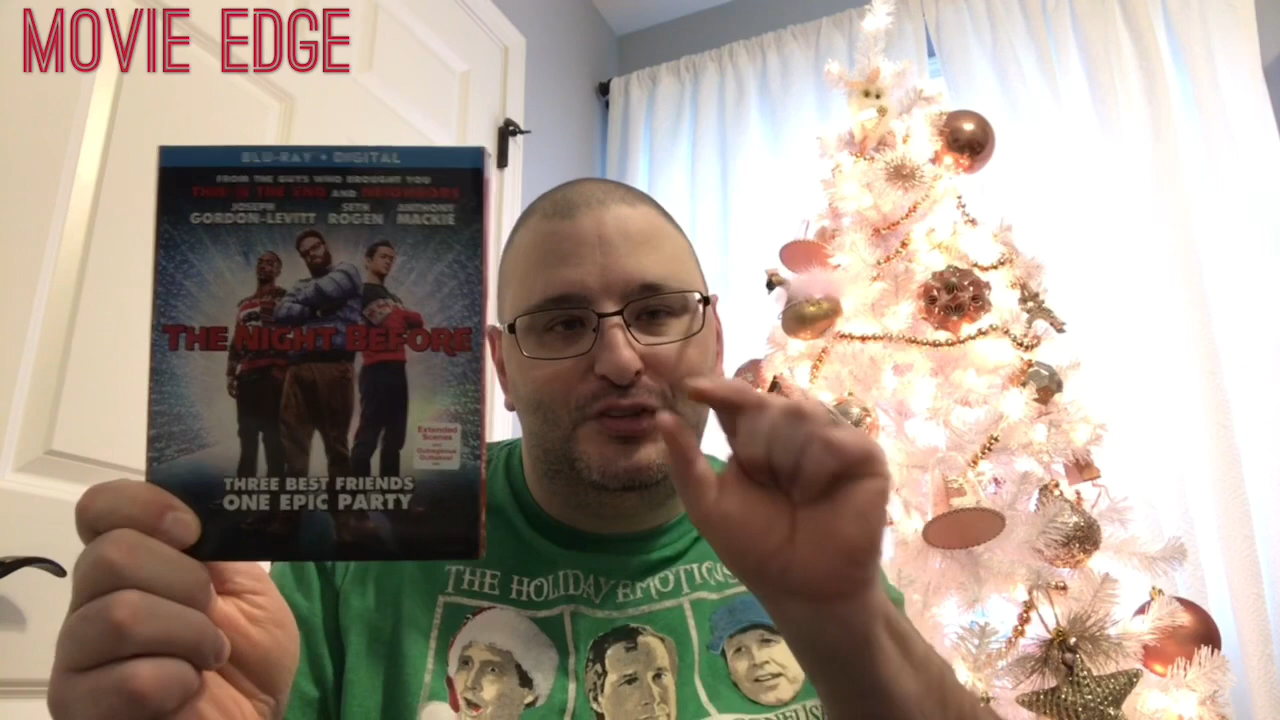 MOVIE EDGE
BLU-RAY + DIGITAL
FROM THE GUYS WHO BROUGHT YOU
THIS IS THE END AND NEIGHBORS
JOSEPH GORDON-LEVITT
SETH ROGEN
ANTHONY MACKIE
THE NIGHT BEFORE
Extended
Scenes
Outrageous
Outtakes!
THREE BEST FRIENDS
ONE EPIC PARTY
THE HOLIDAY EMOTIONS